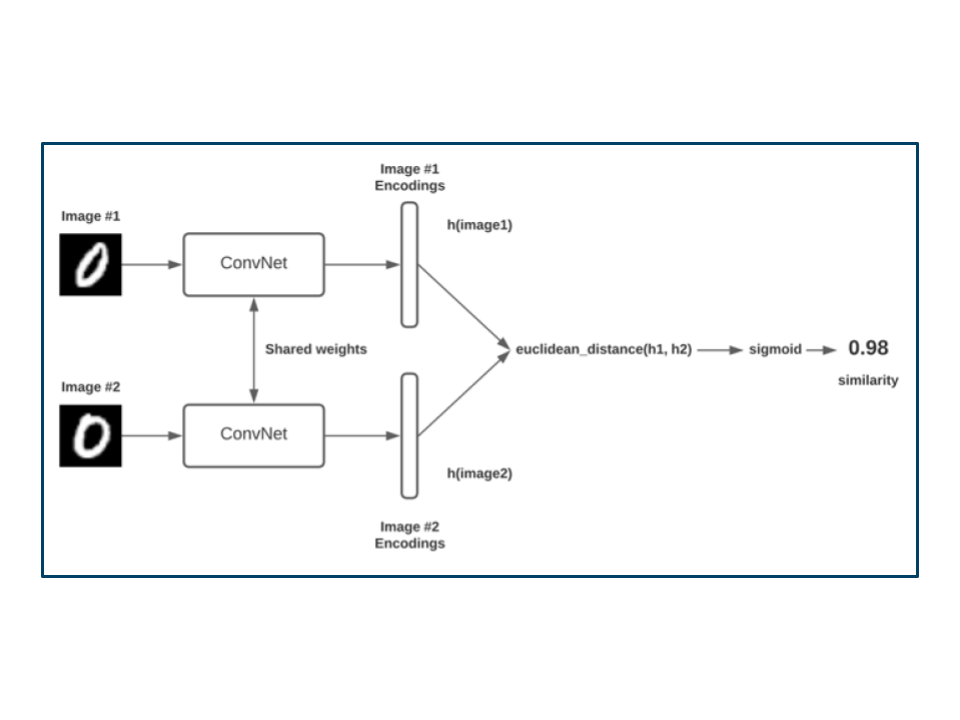 Image #1
Encodings
Image #1
h(image1)
ConvNet
Shared weights
euclidean_distance(h1, h2)
sigmoid
0.98
similarity
Image #2
ConvNet
h(image2)
Image #2
Encodings